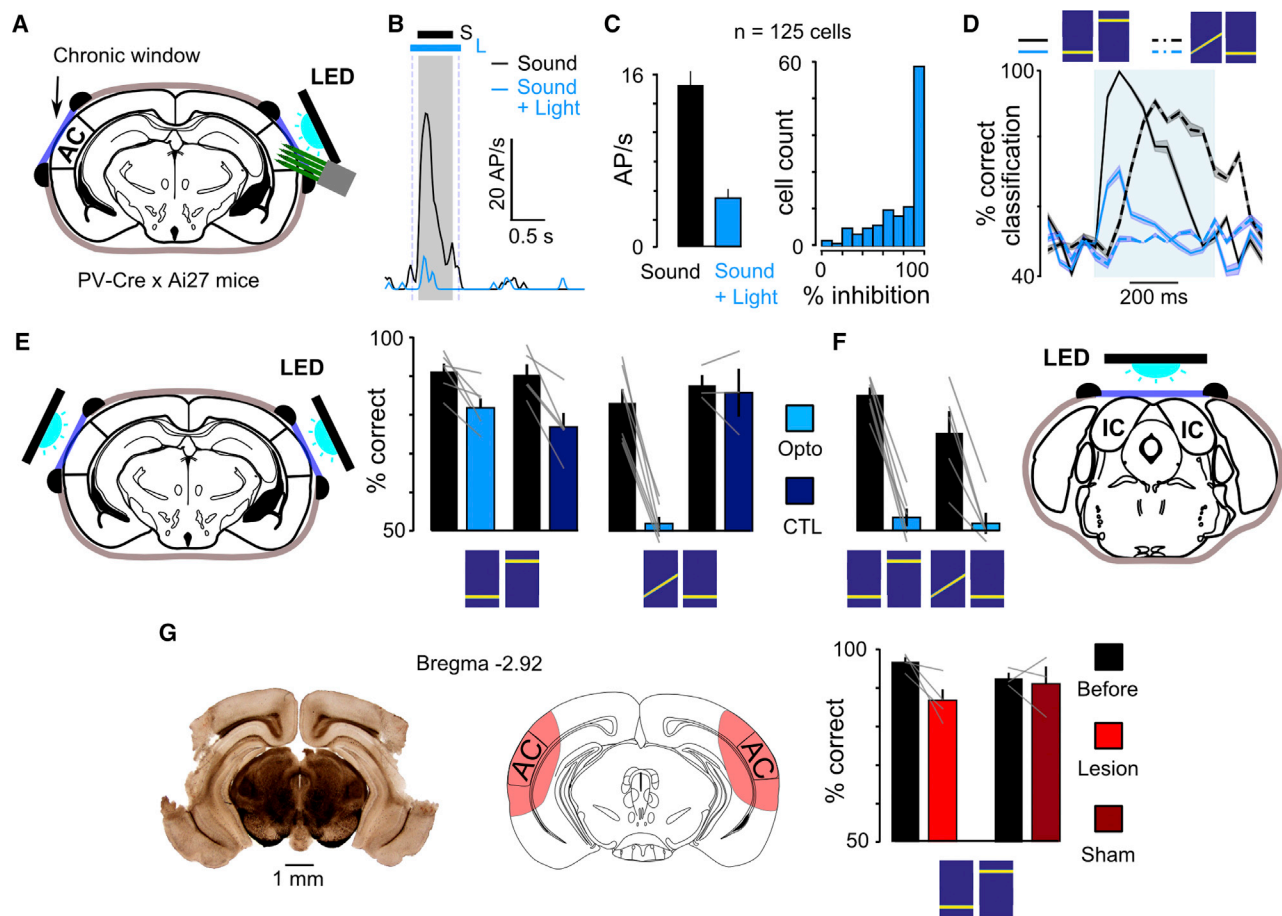 A
Chronic window
AC
LED
PV-Cre x Ai27 mice
B
S
L
Sound
Sound
+ Light
20 AP/s
0.5 s
C
n = 125 cells
16
AP/s
0
Sound
Sound
+ Light
60
cell count
0
0
100
% inhibition
D
100
% correct
classification
40
200 ms
E
LED
100
% correct
50
Opto
CTL
F
LED
IC
IC
G
Bregma -2.92
1 mm
AC
AC
100
% correct
50
Before
Lesion
Sham